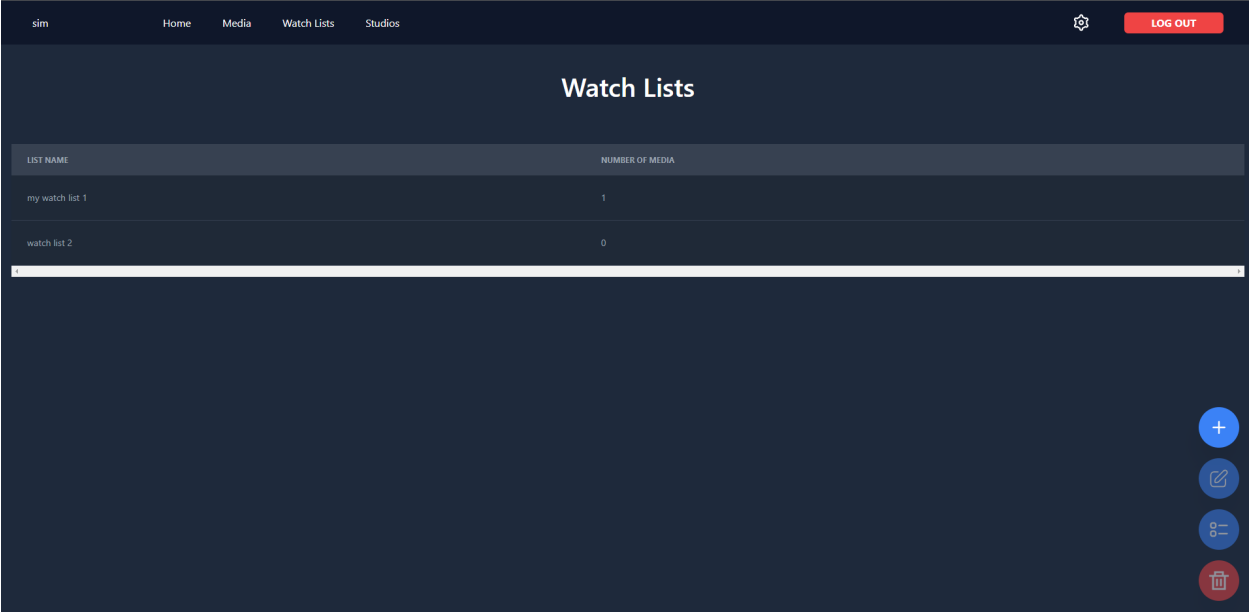 sim Home Media Watch Lists Studios LOG OUT
Watch Lists
LIST NAME NUMBER OF MEDIA
my watch list 1 1
watch list 2 0